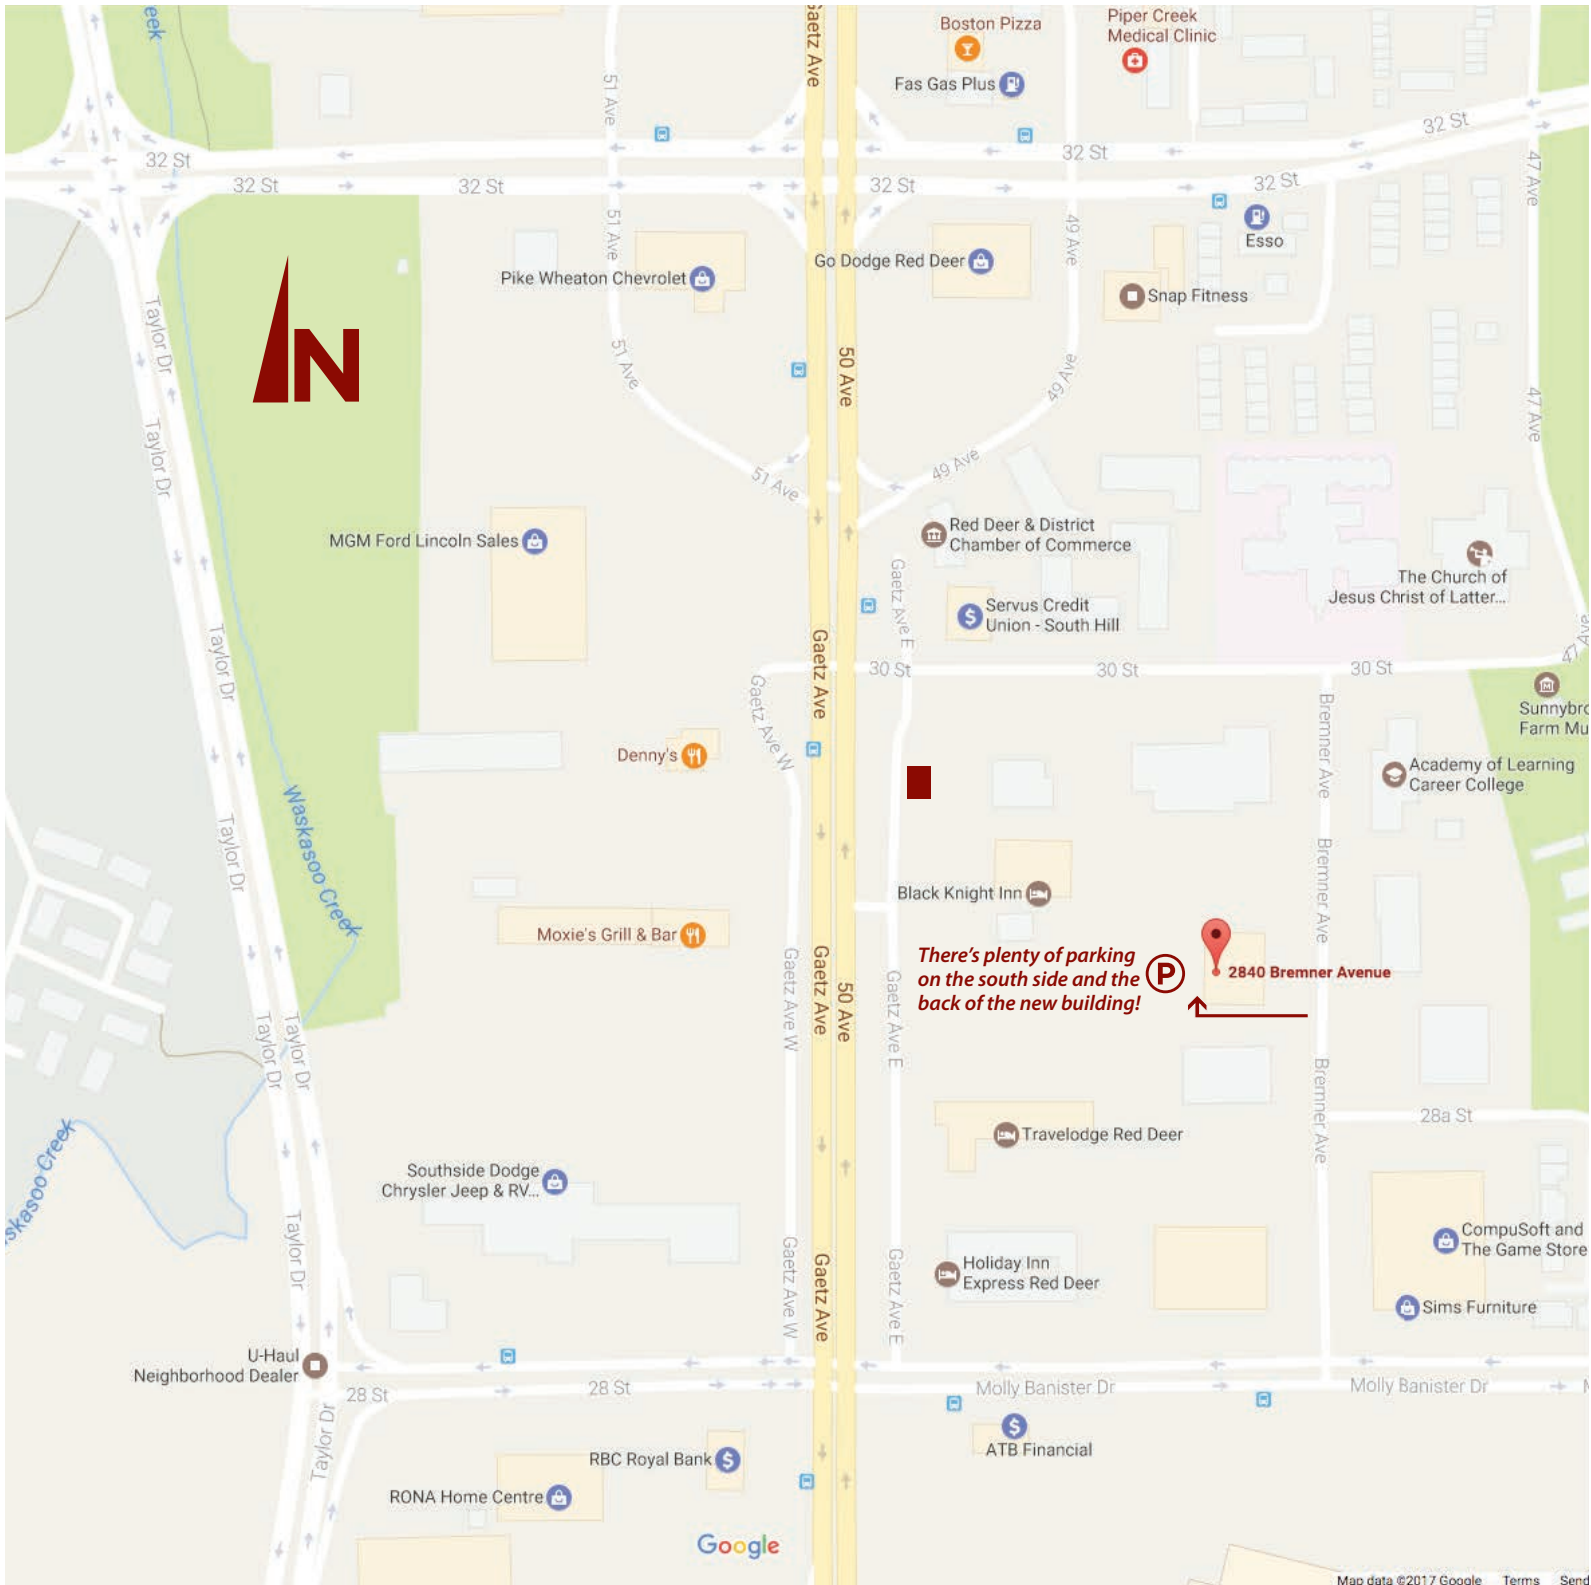 eek
Gaetz Ave
Boston Pizza
Piper Creek
Medical Clinic
Fas Gas Plus
51 Ave
32 St
32 St
32 St
32 St
32 St
32 St
32 St
47 Ave
51 Ave
49 Ave
Esso
Pike Wheaton Chevrolet
Go Dodge Red Deer
Snap Fitness
Taylor Dr
N
51 Ave
50 Ave
49 Ave
47 Ave
Taylor Dr
51 Ave
49 Ave
MGM Ford Lincoln Sales
Red Deer & District
Chamber of Commerce
Gaetz Ave E
The Church of
Jesus Christ of Latter...
Servus Credit
Union - South Hill
Taylor Dr
Gaetz Ave
30 St
30 St
30 St
47 Ave
Gaetz Ave W
Bremner Ave
Sunnybro
Farm Mu
Denny's
Academy of Learning
Career College
Waskasoo Creek
Taylor Dr
Bremner Ave
Black Knight Inn
Moxie's Grill & Bar
There's plenty of parking
on the south side and the
back of the new building!
P
2840 Bremner Avenue
Gaetz Ave W
Gaetz Ave
50 Ave
Gaetz Ave E
Taylor Dr
Taylor Dr
Bremner Ave
28a St
skasoo Creek
Travelodge Red Deer
Southside Dodge
Chrysler Jeep & RV...
Taylor Dr
Gaetz Ave W
Gaetz Ave
Gaetz Ave E
CompuSoft and
The Game Store
Holiday Inn
Express Red Deer
Sims Furniture
U-Haul
Neighborhood Dealer
28 St
28 St
Molly Banister Dr
Molly Banister Dr
Taylor Dr
RBC Royal Bank
ATB Financial
RONA Home Centre
Google
Map data ©2017 Google Terms Send